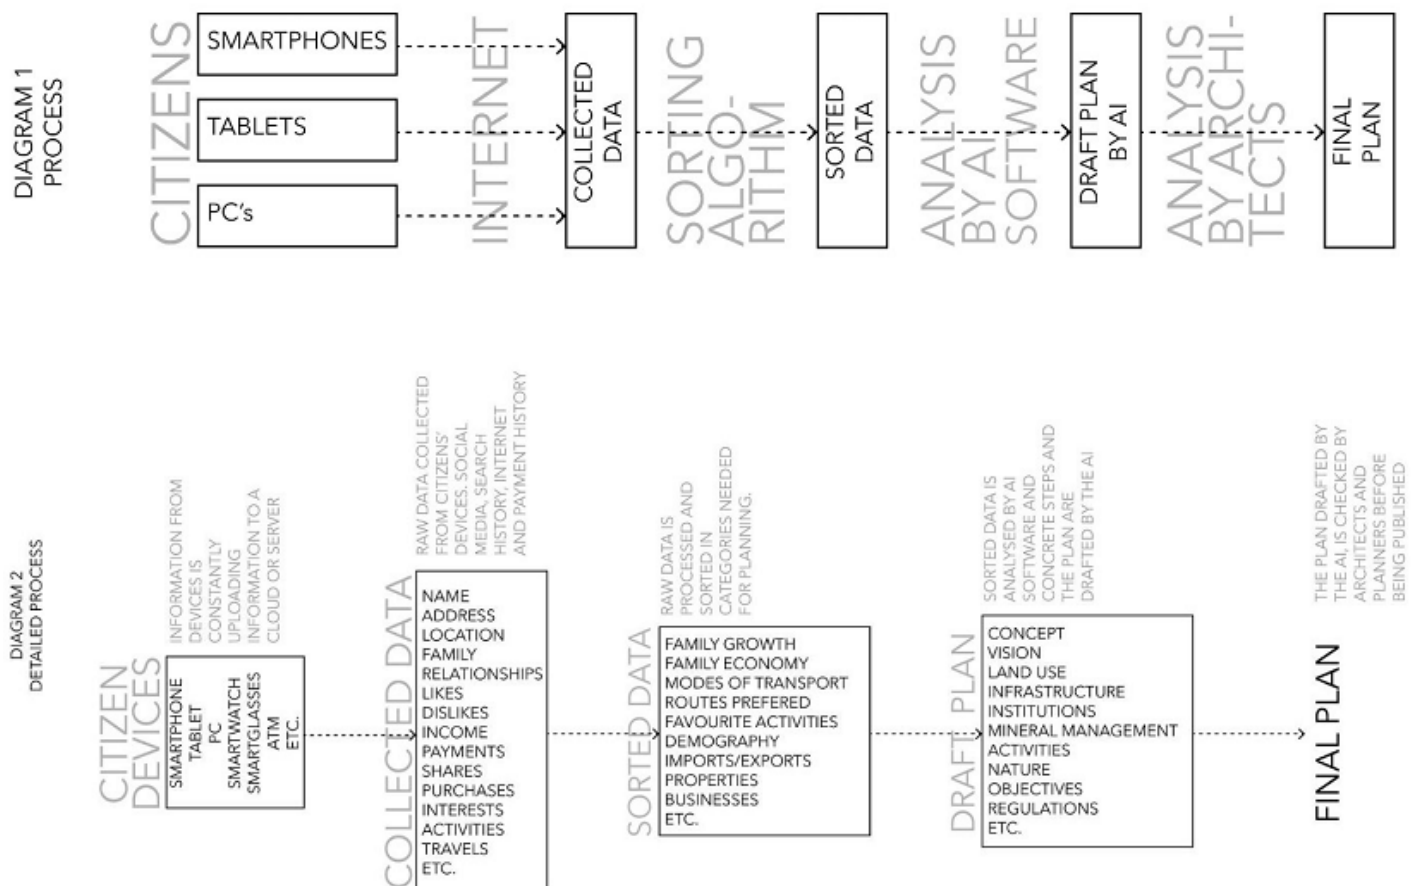 DIAGRAM 1
PROCESS
CITIZENS
SMARTPHONES
TABLETS
PC's
INTERNET
COLLECTED
DATA
SORTING
ALGO-
RITHM
SORTED
DATA
ANALYSIS
BY AI
SOFTWARE
DRAFT PLAN
BY AI
ANALYSIS
BY ARCHI-
TECTS
FINAL
PLAN
DIAGRAM 2
DETAILED PROCESS
CITIZEN
DEVICES
INFORMATION FROM
DEVICES IS
CONSTANTLY
UPLOADING
INFORMATION TO A
CLOUD OR SERVER
SMARTPHONE
TABLET
PC
SMARTWATCH
SMARTGLASSES
ATM
ETC.
COLLECTED DATA
RAW DATA COLLECTED
FROM CITIZENS'
DEVICES. SOCIAL
MEDIA, SEARCH
HISTORY, INTERNET
AND PAYMENT HISTORY
NAME
ADDRESS
LOCATION
FAMILY
RELATIONSHIPS
LIKES
DISLIKES
INCOME
PAYMENTS
SHARES
PURCHASES
INTERESTS
ACTIVITIES
TRAVELS
ETC.
SORTED DATA
RAW DATA IS
PROCESSED AND
SORTED IN
CATEGORIES NEEDED
FOR PLANNING.
FAMILY GROWTH
FAMILY ECONOMY
MODES OF TRANSPORT
ROUTES PREFERED
FAVOURITE ACTIVITIES
DEMOGRAPHY
IMPORTS/EXPORTS
PROPERTIES
BUSINESSES
ETC.
DRAFT PLAN
SORTED DATA IS
ANALYSED BY AI
SOFTWARE AND
CONCRETE STEPS AND
THE PLAN ARE
DRAFTED BY THE AI
CONCEPT
VISION
LAND USE
INFRASTRUCTURE
INSTITUTIONS
MINERAL MANAGEMENT
ACTIVITIES
NATURE
OBJECTIVES
REGULATIONS
ETC.
THE PLAN DRAFTED BY
THE AI, IS CHECKED BY
ARCHITECTS AND
PLANNERS BEFORE
BEING PUBLISHED
FINAL PLAN